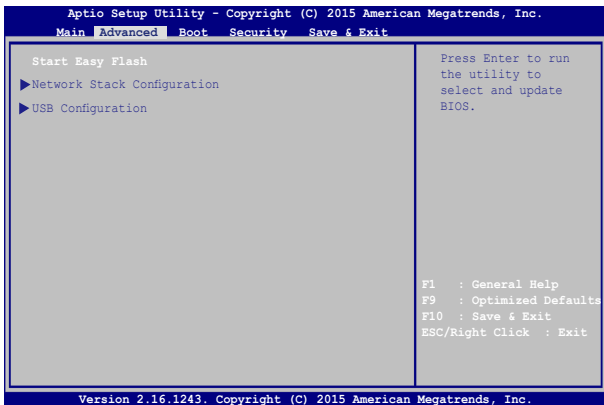 Aptio Setup Utility - Copyright (C) 2015 American Megatrends, Inc.
Main Advanced Boot Security Save & Exit
Start Easy Flash
Network Stack Configuration
USB Configuration
Press Enter to run
the utility to
select and update
BIOS.
F1 : General Help
F9 : Optimized Defaults
F10 : Save & Exit
ESC/Right Click : Exit
Version 2.16.1243. Copyright (C) 2015 American Megatrends, Inc.